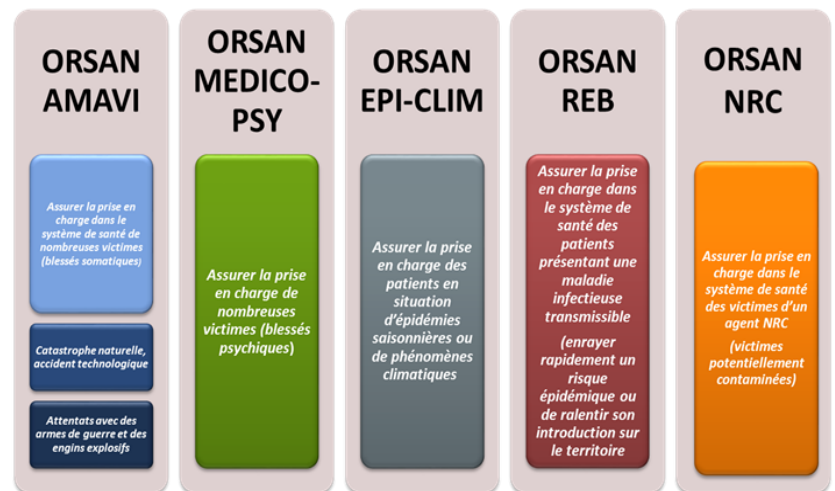 ORSAN
AMAVI
Assurer la prise en
charge dans le
système de santé de
nombreuses victimes
(blessés somatiques)
Catastrophe naturelle,
accident technologique
Attentats avec des
armes de guerre et des
engins explosifs
ORSAN
MEDICO-
PSY
Assurer la prise
en charge de
nombreuses
victimes (blessés
psychiques)
ORSAN
EPI-CLIM
Assurer la prise
en charge des
patients en
situation
d’épidémies
saisonnières ou
de phénomènes
climatiques
ORSAN
REB
Assurer la prise
en charge dans
le système de
santé des
patients
présentant une
maladie
infectieuse
transmissible
(enrayer
rapidement un
risque
épidémique ou
de ralentir son
introduction sur
le territoire
ORSAN
NRC
Assurer la prise en
charge dans le
système de santé
des victimes d’un
agent NRC
(victimes
potentiellement
contaminées)